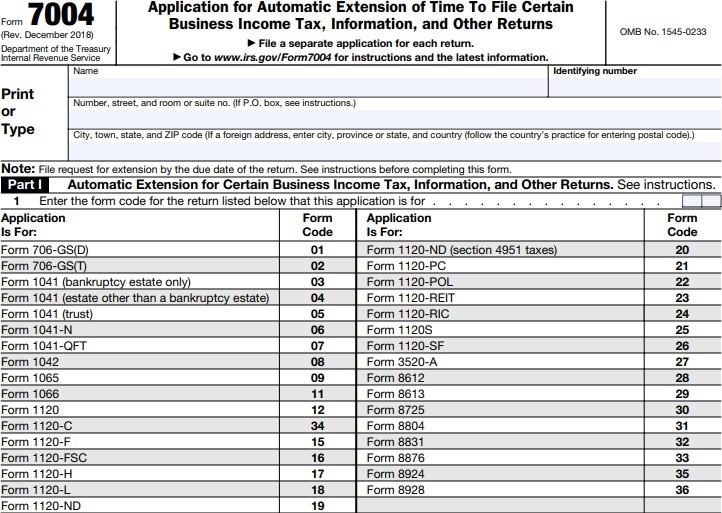 Form 7004
(Rev. December 2018)
Department of the Treasury
Internal Revenue Service
Application for Automatic Extension of Time To File Certain
Business Income Tax, Information, and Other Returns
▶ File a separate application for each return.
▶ Go to www.irs.gov/Form7004 for instructions and the latest information.
OMB No. 1545-0233
Print
or
Type
Name
Identifying number
Number, street, and room or suite no. (If P.O. box, see instructions.)
City, town, state, and ZIP code (If a foreign address, enter city, province or state, and country (follow the country's practice for entering postal code).)
Note: File request for extension by the due date of the return. See instructions before completing this form.
Part I Automatic Extension for Certain Business Income Tax, Information, and Other Returns. See instructions.
1 Enter the form code for the return listed below that this application is for . . . . . . . . . . . . . .
Application
Is For:
Form
Code
Form 706-GS(D) 01
Form 706-GS(T) 02
Form 1041 (bankruptcy estate only) 03
Form 1041 (estate other than a bankruptcy estate) 04
Form 1041 (trust) 05
Form 1041-N 06
Form 1041-QFT 07
Form 1042 08
Form 1065 09
Form 1066 11
Form 1120 12
Form 1120-C 34
Form 1120-F 15
Form 1120-FSC 16
Form 1120-H 17
Form 1120-L 18
Form 1120-ND 19
Application
Is For:
Form
Code
Form 1120-ND (section 4951 taxes) 20
Form 1120-PC 21
Form 1120-POL 22
Form 1120-REIT 23
Form 1120-RIC 24
Form 1120S 25
Form 1120-SF 26
Form 3520-A 27
Form 8612 28
Form 8613 29
Form 8725 30
Form 8804 31
Form 8831 32
Form 8876 33
Form 8924 35
Form 8928 36